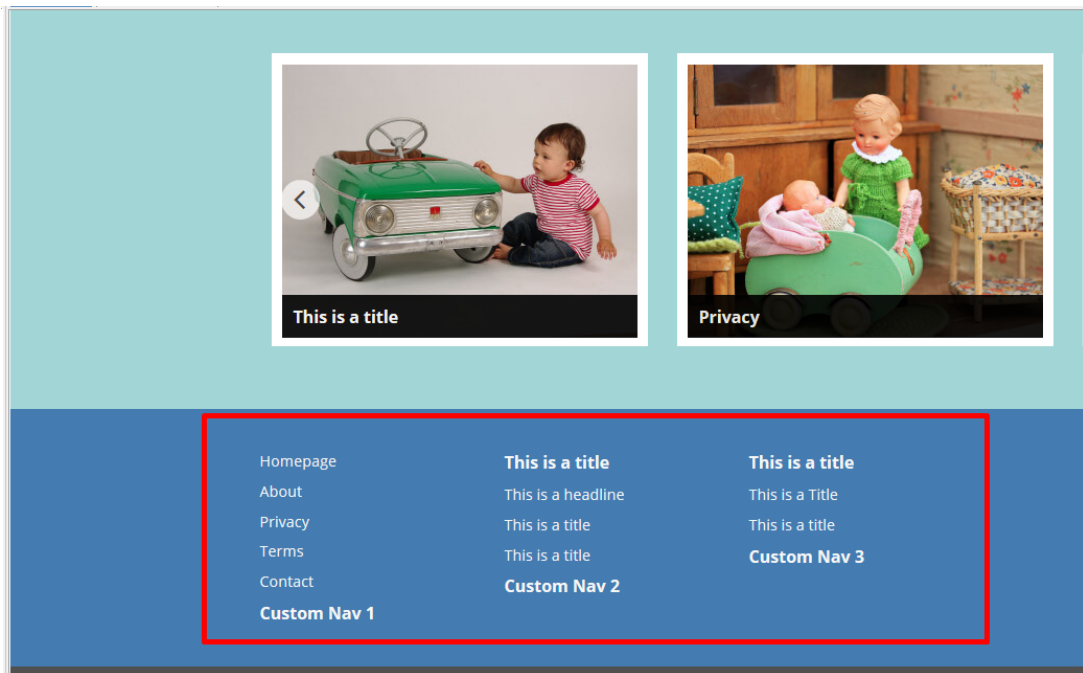 This is a title
Privacy
Homepage
About
Privacy
Terms
Contact
Custom Nav 1
This is a title
This is a headline
This is a title
This is a title
Custom Nav 2
This is a title
This is a Title
This is a title
Custom Nav 3